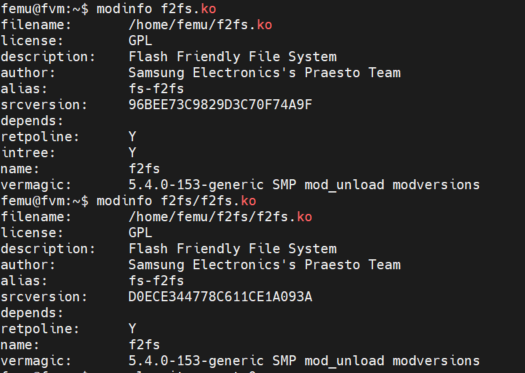 femu@fvm:~$ modinfo f2fs.ko
filename:       /home/femu/f2fs.ko
license:        GPL
description:    Flash Friendly File System
author:         Samsung Electronics's Praesto Team
alias:          fs-f2fs
srcversion:     96BEE73C9829D3C70F74A9F
depends:
retpoline:      Y
intree:         Y
name:           f2fs
vermagic:       5.4.0-153-generic SMP mod_unload modversions
femu@fvm:~$ modinfo f2fs/f2fs.ko
filename:       /home/femu/f2fs/f2fs.ko
license:        GPL
description:    Flash Friendly File System
author:         Samsung Electronics's Praesto Team
alias:          fs-f2fs
srcversion:     D0ECE344778C611CE1A093A
depends:
retpoline:      Y
name:           f2fs
vermagic:       5.4.0-153-generic SMP mod_unload modversions